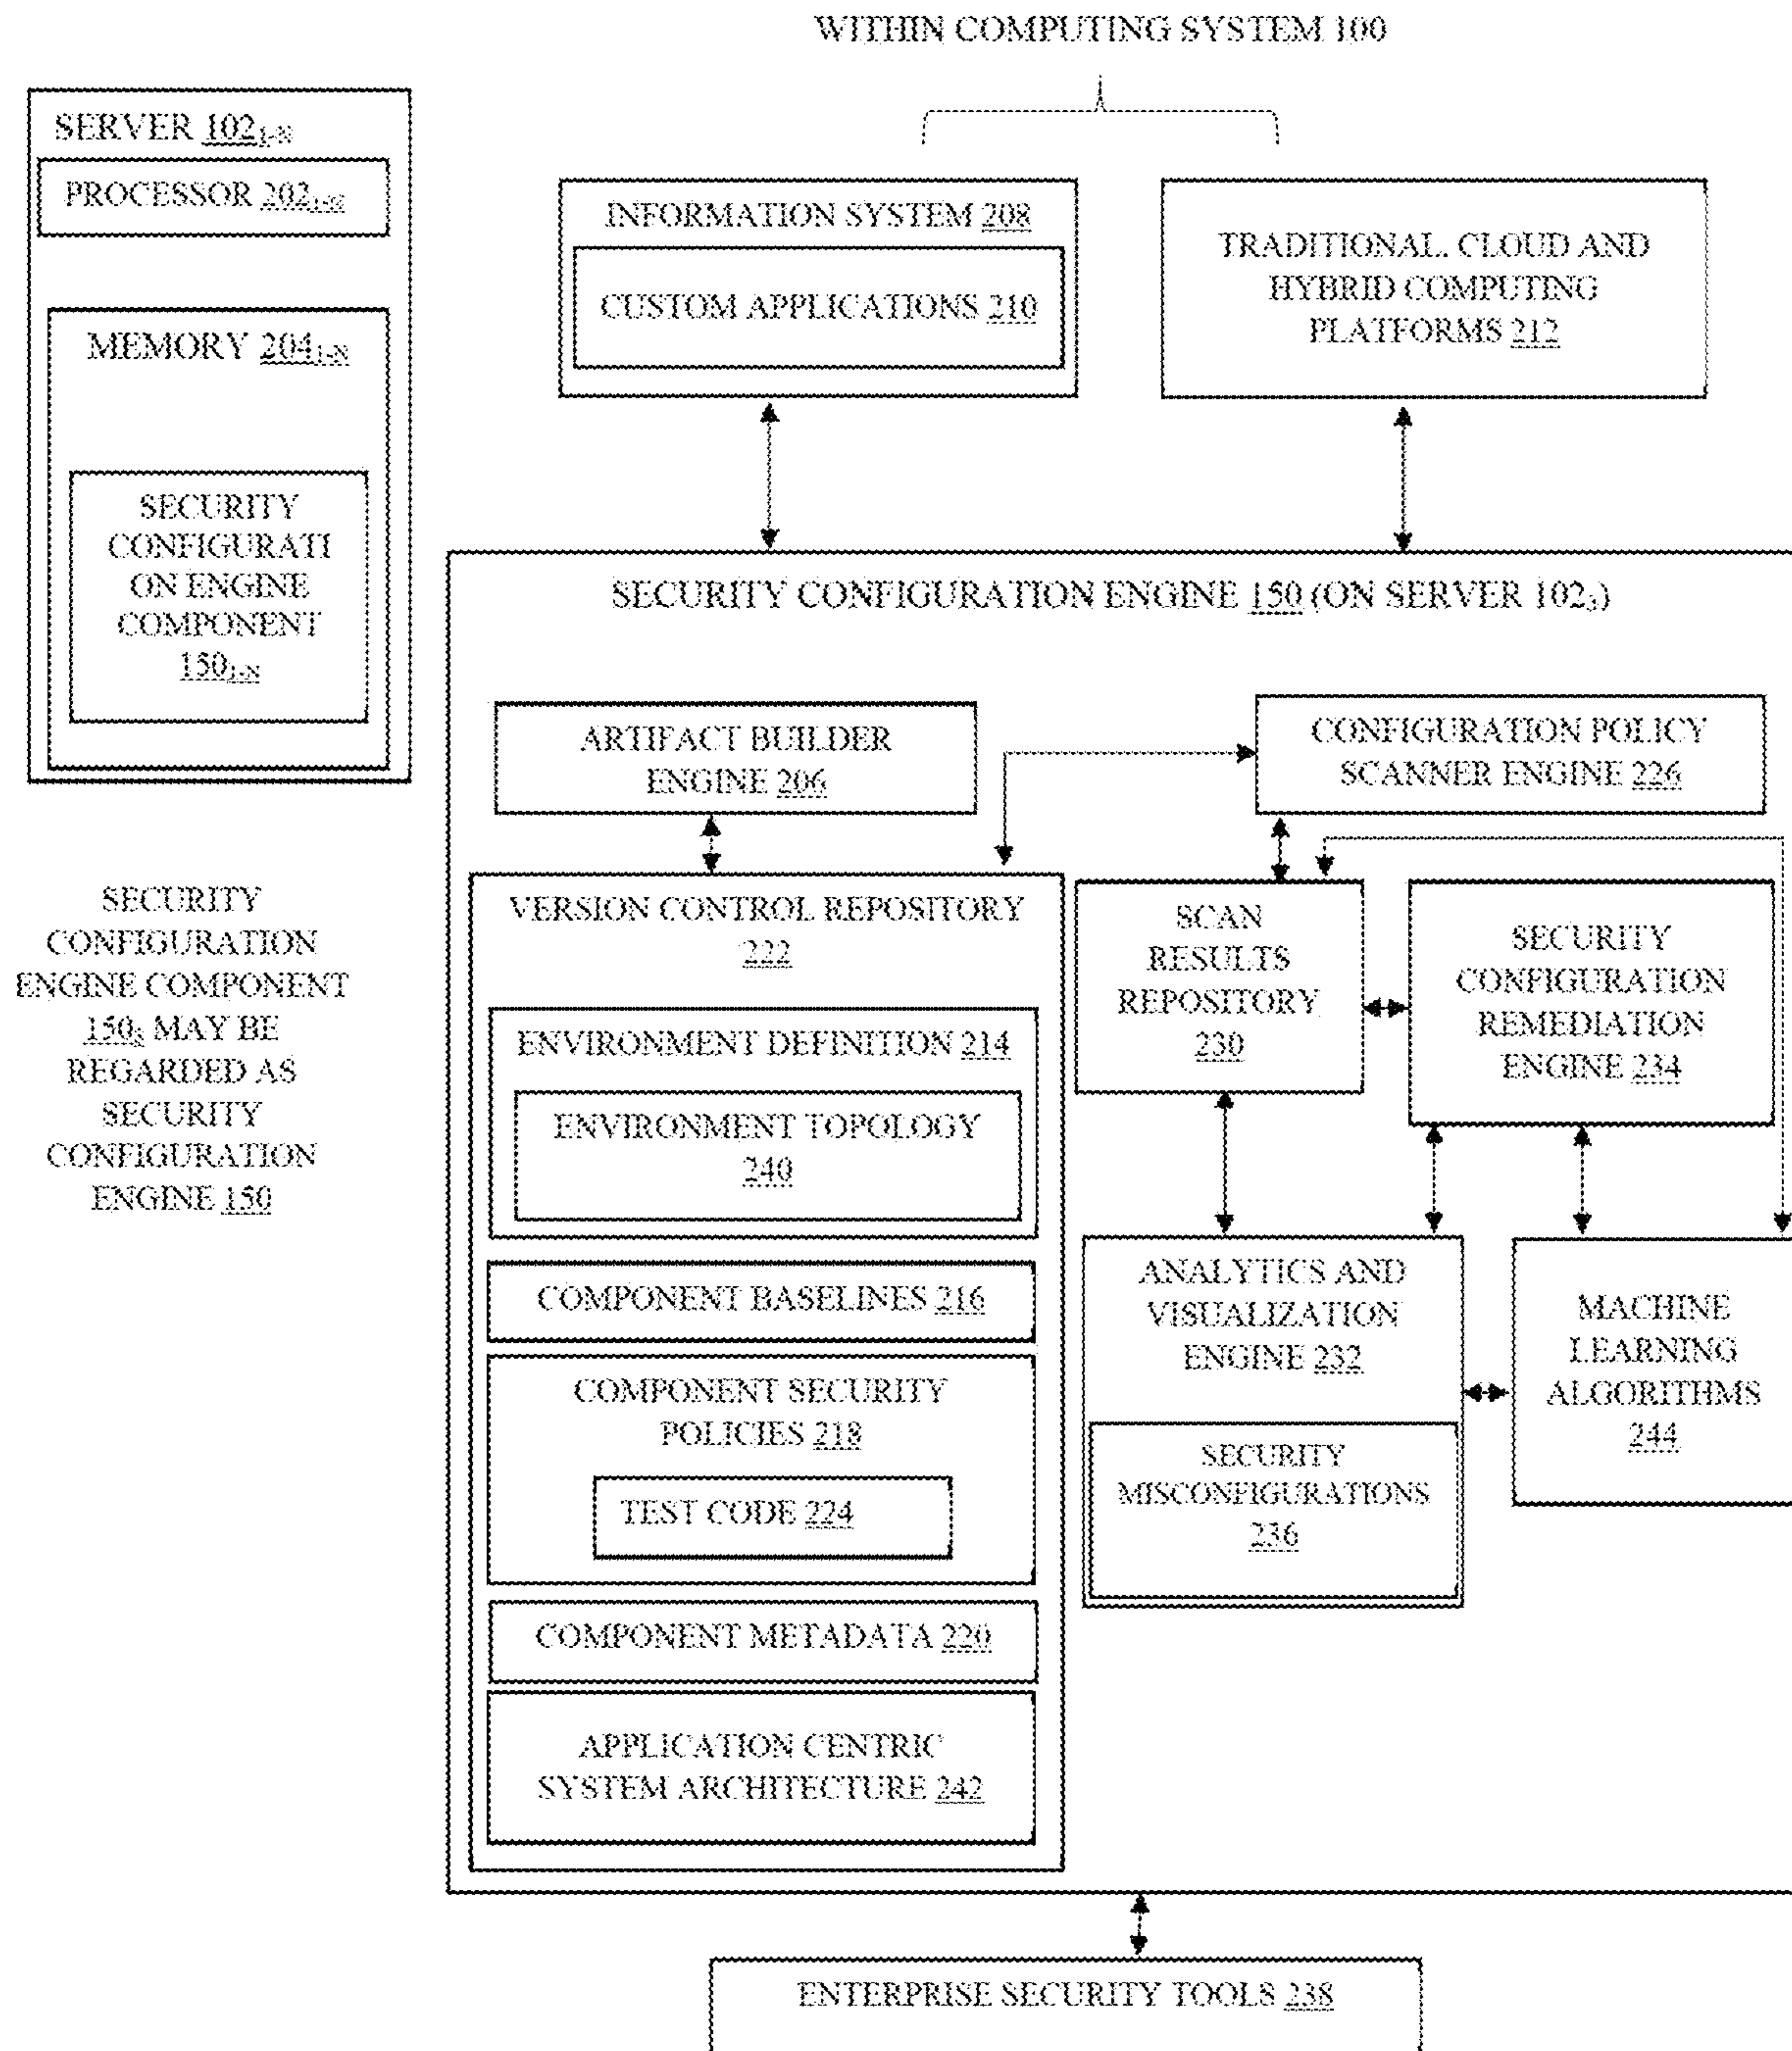 WITHIN COMPUTING SYSTEM 100
SERVER 102₁₋ₙ
PROCESSOR 202₁₋ₙ
MEMORY 204₁₋ₙ
SECURITY
CONFIGURATI
ON ENGINE
COMPONENT
150₁₋ₙ
SECURITY
CONFIGURATION
ENGINE COMPONENT
150₃ MAY BE
REGARDED AS
SECURITY
CONFIGURATION
ENGINE 150
INFORMATION SYSTEM 208
CUSTOM APPLICATIONS 210
TRADITIONAL, CLOUD AND
HYBRID COMPUTING
PLATFORMS 212
SECURITY CONFIGURATION ENGINE 150 (ON SERVER 102₃)
ARTIFACT BUILDER
ENGINE 206
CONFIGURATION POLICY
SCANNER ENGINE 226
VERSION CONTROL REPOSITORY
222
ENVIRONMENT DEFINITION 214
ENVIRONMENT TOPOLOGY
240
COMPONENT BASELINES 216
COMPONENT SECURITY
POLICIES 218
TEST CODE 224
COMPONENT METADATA 220
APPLICATION CENTRIC
SYSTEM ARCHITECTURE 242
SCAN
RESULTS
REPOSITORY
230
SECURITY
CONFIGURATION
REMEDIATION
ENGINE 234
ANALYTICS AND
VISUALIZATION
ENGINE 232
SECURITY
MISCONFIGURATIONS
236
MACHINE
LEARNING
ALGORITHMS
244
ENTERPRISE SECURITY TOOLS 238